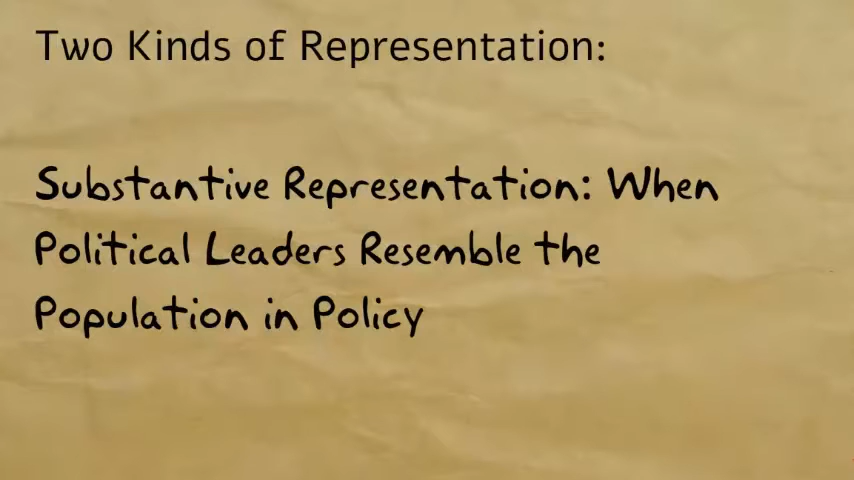 Two Kinds of Representation:
Substantive Representation: When
Political Leaders Resemble the
Population in Policy